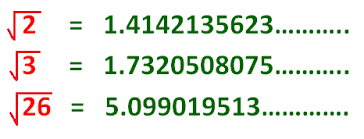 √2 = 1.4142135623...........
√3 = 1.7320508075...........
√26 = 5.099019513.............